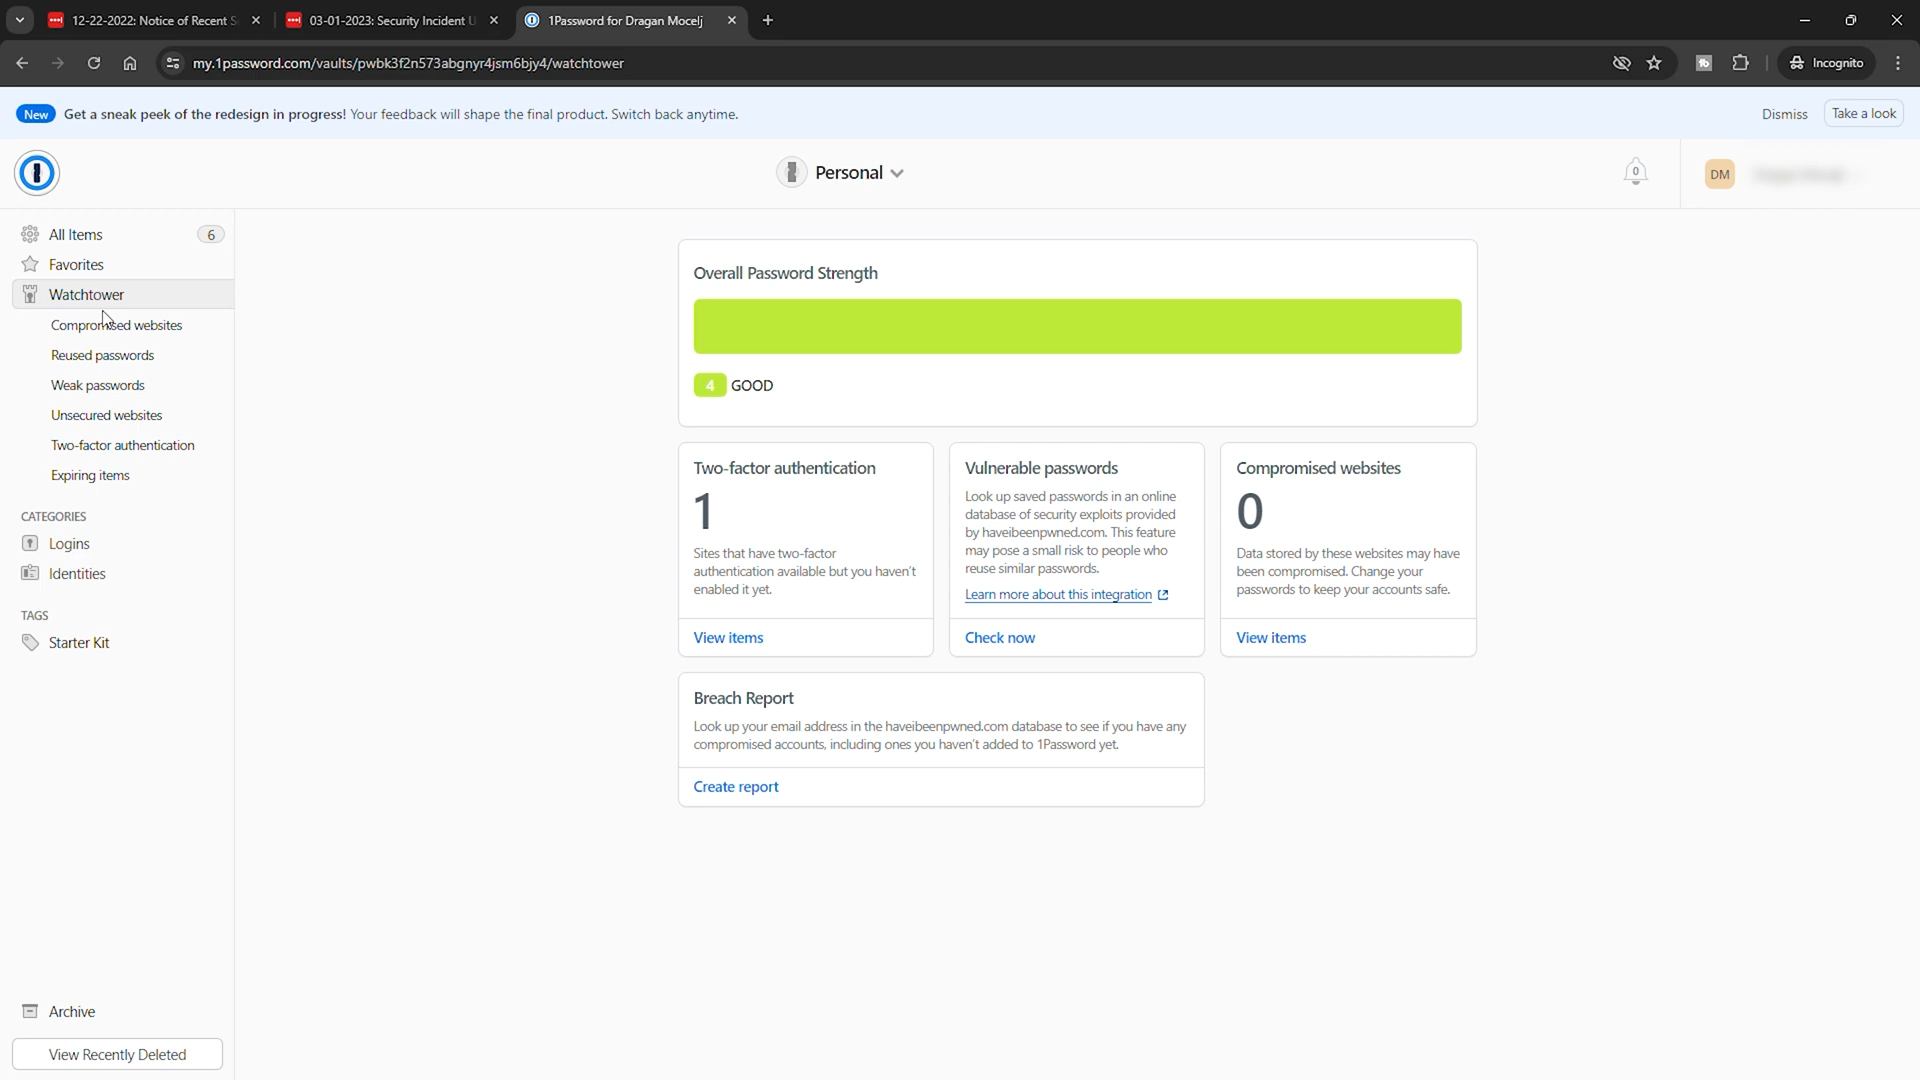 12-22-2022: Notice of Recent S
03-01-2023: Security Incident U
1Password for Dragan Mocelj
my.1password.com/vaults/pwbk3f2n573abgnyr4jsm6bjy4/watchtower
Incognito
New Get a sneak peek of the redesign in progress! Your feedback will shape the final product. Switch back anytime.
Dismiss
Take a look
Personal
0
DM
All Items 6
Favorites
Watchtower
Compromised websites
Reused passwords
Weak passwords
Unsecured websites
Two-factor authentication
Expiring items
CATEGORIES
Logins
Identities
TAGS
Starter Kit
Archive
View Recently Deleted
Overall Password Strength
4 GOOD
Two-factor authentication
1
Sites that have two-factor
authentication available but you haven't
enabled it yet.
View items
Vulnerable passwords
Look up saved passwords in an online
database of security exploits provided
by haveibeenpwned.com. This feature
may pose a small risk to people who
reuse similar passwords.
Learn more about this integration
Check now
Compromised websites
0
Data stored by these websites may have
been compromised. Change your
passwords to keep your accounts safe.
View items
Breach Report
Look up your email address in the haveibeenpwned.com database to see if you have any
compromised accounts, including ones you haven't added to 1Password yet.
Create report